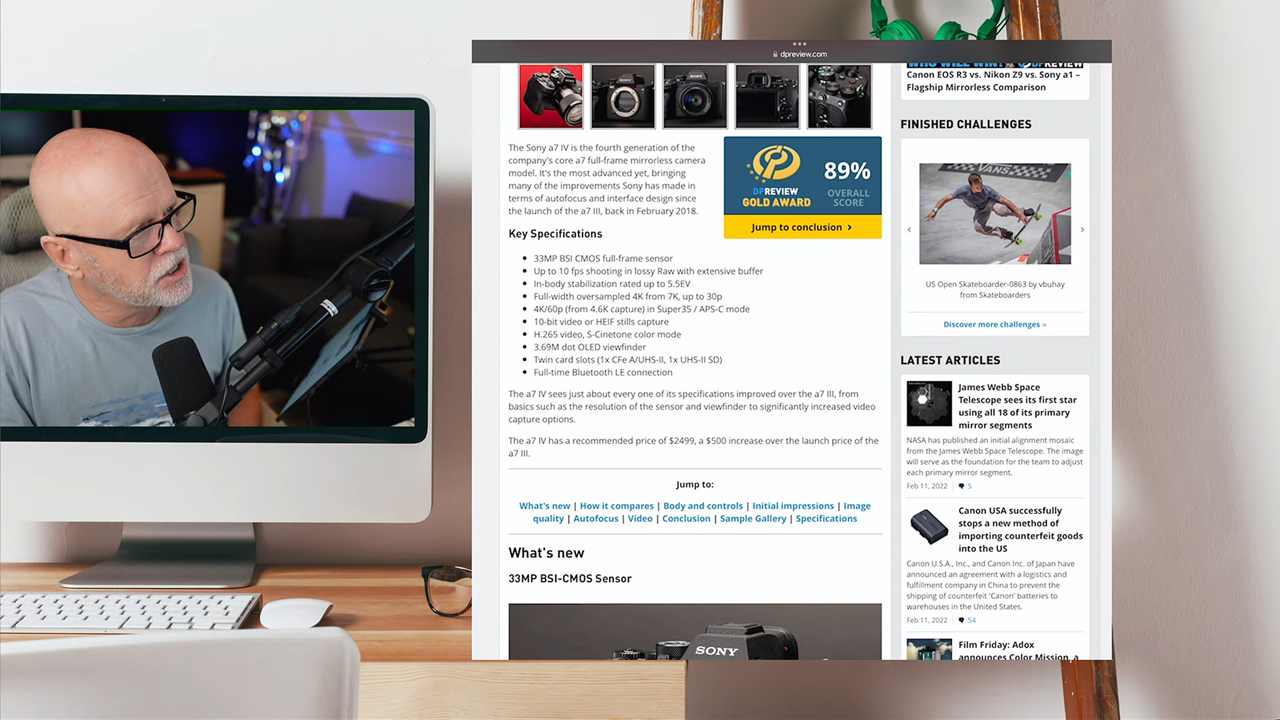 dpreview.com
SONY
The Sony a7 IV is the fourth generation of the
company's core a7 full-frame mirrorless camera
model. It's the most advanced yet, bringing
many of the improvements Sony has made in
terms of autofocus and interface design since
the launch of the a7 III, back in February 2018.
DPREVIEW
GOLD AWARD
89%
OVERALL
SCORE
Jump to conclusion ›
Key Specifications
• 33MP BSI CMOS full-frame sensor
• Up to 10 fps shooting in lossy Raw with extensive buffer
• In-body stabilization rated up to 5.5EV
• Full-width oversampled 4K from 7K, up to 30p
• 4K/60p (from 4.6K capture) in Super35 / APS-C mode
• 10-bit video or HEIF stills capture
• H.265 video, S-Cinetone color mode
• 3.69M dot OLED viewfinder
• Twin card slots (1x CFe A/UHS-II, 1x UHS-II SD)
• Full-time Bluetooth LE connection
The a7 IV sees just about every one of its specifications improved over the a7 III, from
basics such as the resolution of the sensor and viewfinder to significantly increased video
capture options.
The a7 IV has a recommended price of $2499, a $500 increase over the launch price of the
a7 III.
Jump to:
What's new | How it compares | Body and controls | Initial impressions | Image
quality | Autofocus | Video | Conclusion | Sample Gallery | Specifications
What's new
33MP BSI-CMOS Sensor
SONY
WHO WILL WIN? DPREVIEW
Canon EOS R3 vs. Nikon Z9 vs. Sony a1 –
Flagship Mirrorless Comparison
FINISHED CHALLENGES
VANS
‹
›
US Open Skateboarder-0863 by vbuhay
from Skateboarders
Discover more challenges »
LATEST ARTICLES
James Webb Space
Telescope sees its first star
using all 18 of its primary
mirror segments
NASA has published an initial alignment mosaic
from the James Webb Space Telescope. The image
will serve as the foundation for the team to adjust
each primary mirror segment.
Feb 11, 2022 | 5
Canon USA successfully
stops a new method of
importing counterfeit goods
into the US
Canon U.S.A., Inc., and Canon Inc. of Japan have
announced an agreement with a logistics and
fulfillment company in China to prevent the
shipping of counterfeit 'Canon' batteries to
warehouses in the United States.
Feb 11, 2022 | 54
Film Friday: Adox
announces Color Mission, a